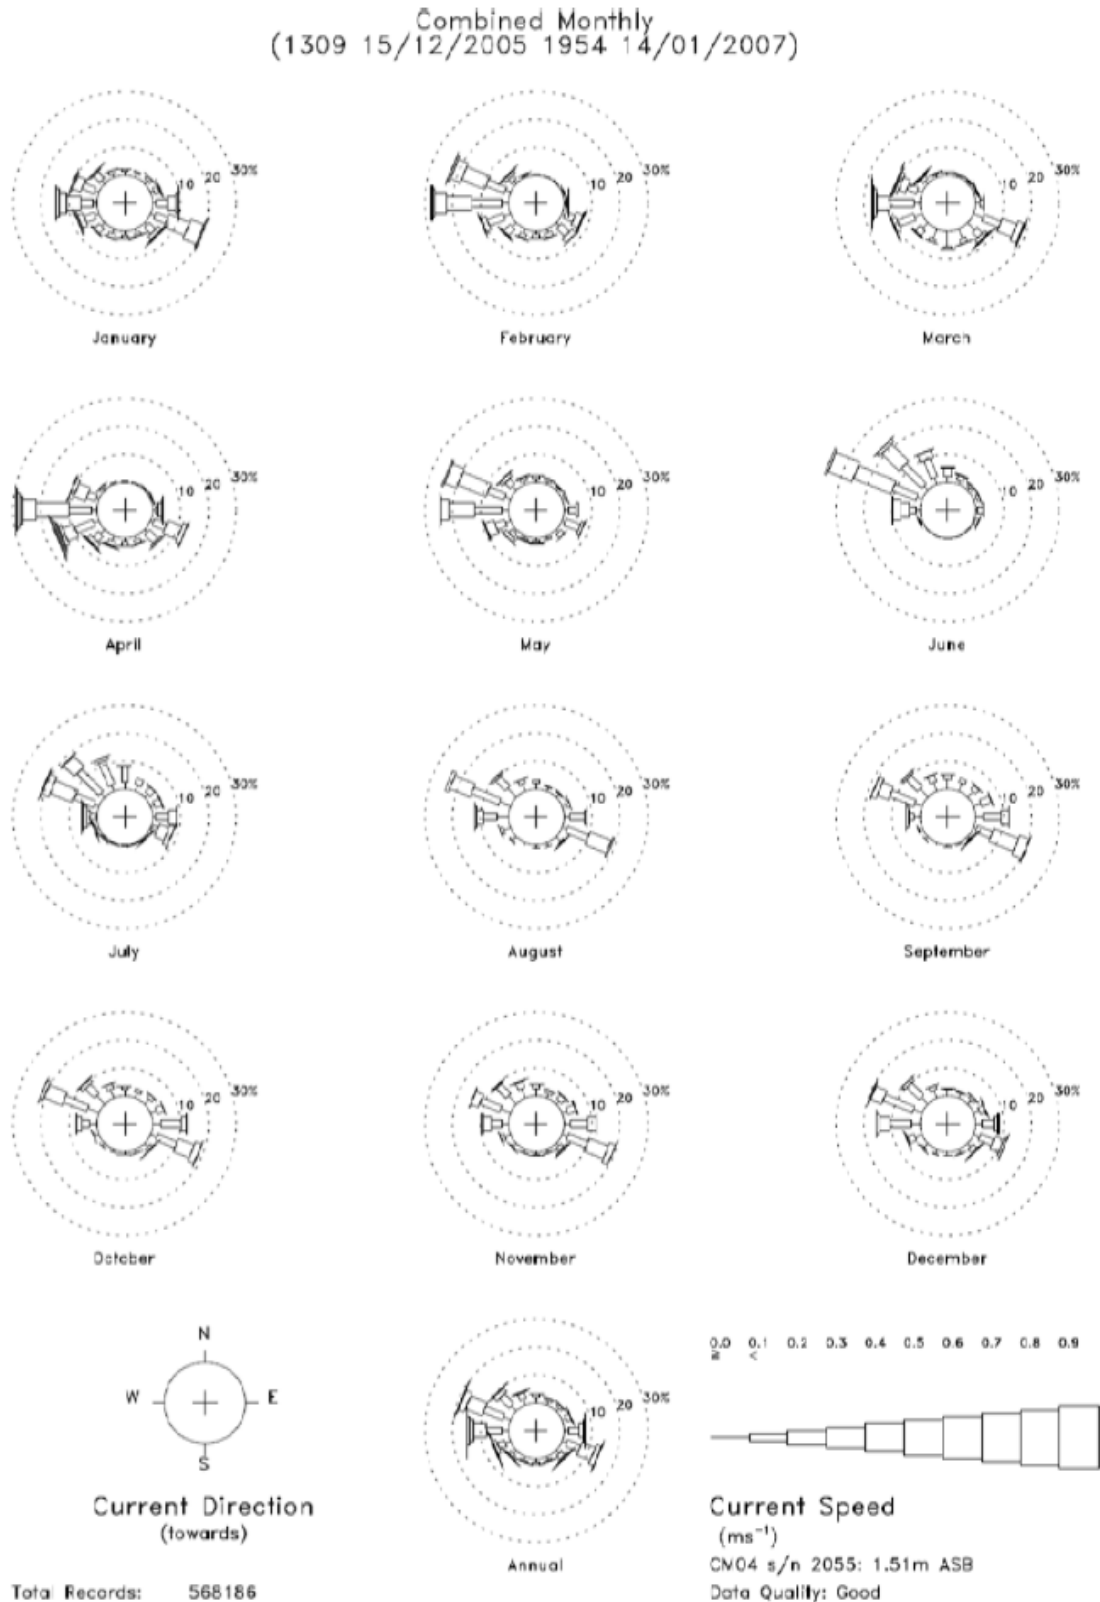 Combined Monthly
(1309 15/12/2005 1954 14/01/2007)
10 20 30%
10 20 30%
10 20 30%
January
February
March
10 20 30%
10 20 30%
10 20 30%
April
May
June
10 20 30%
10 20 30%
10 20 30%
July
August
September
10 20 30%
10 20 30%
10 20 30%
October
November
December
N
W
E
S
Current Direction
(towards)
Total Records: 568186
10 20 30%
Annual
0.0 0.1 0.2 0.3 0.4 0.5 0.6 0.7 0.8 0.9
<
Current Speed
(ms⁻¹)
CM04 s/n 2055: 1.51m ASB
Data Quality: Good